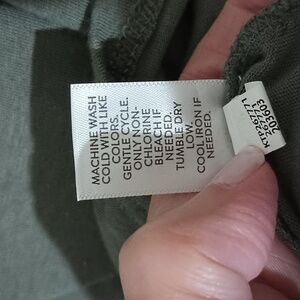 MACHINE WASH
COLD WITH LIKE
COLORS.
GENTLE CYCLE.
ONLY NON-
CHLORINE
BLEACH IF
NEEDED.
TUMBLE DRY
LOW.
COOL IRON IF
NEEDED.
703503